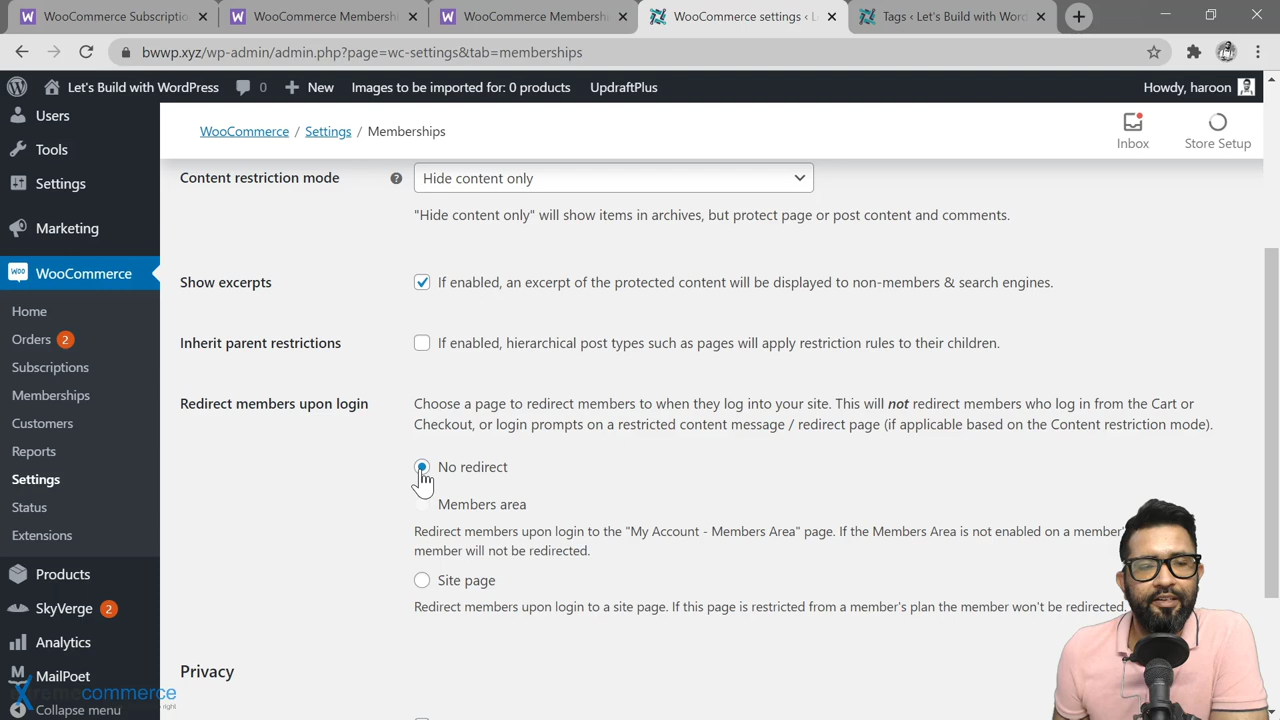 WooCommerce Subscriptio
WooCommerce Membershi
WooCommerce Membershi
WooCommerce settings ‹ L
Tags ‹ Let's Build with Word
bwwp.xyz/wp-admin/admin.php?page=wc-settings&tab=memberships
Let's Build with WordPress
0
New
Images to be imported for: 0 products
UpdraftPlus
Howdy, haroon
Users
Tools
Settings
Marketing
WooCommerce
Home
Orders 2
Subscriptions
Memberships
Customers
Reports
Settings
Status
Extensions
Products
SkyVerge 2
Analytics
MailPoet
Collapse menu
Xtremecommerce
WooCommerce / Settings / Memberships
Inbox
Store Setup
Content restriction mode
Hide content only
"Hide content only" will show items in archives, but protect page or post content and comments.
Show excerpts
If enabled, an excerpt of the protected content will be displayed to non-members & search engines.
Inherit parent restrictions
If enabled, hierarchical post types such as pages will apply restriction rules to their children.
Redirect members upon login
Choose a page to redirect members to when they log into your site. This will not redirect members who log in from the Cart or
Checkout, or login prompts on a restricted content message / redirect page (if applicable based on the Content restriction mode).
No redirect
Members area
Redirect members upon login to the "My Account - Members Area" page. If the Members Area is not enabled on a member'
member will not be redirected.
Site page
Redirect members upon login to a site page. If this page is restricted from a member's plan the member won't be redirected.
Privacy